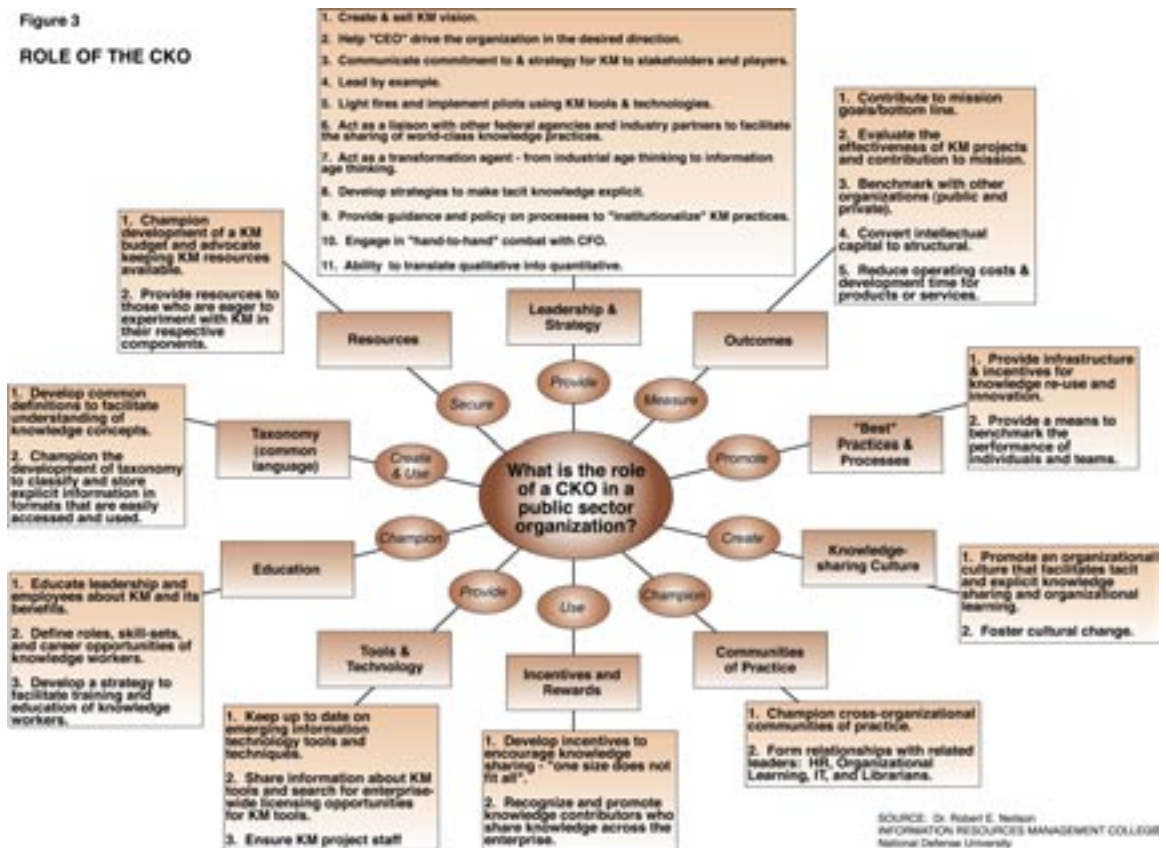 Figure 3
ROLE OF THE CKO
1. Create & sell KM vision.
2. Help "CEO" drive the organization in the desired direction.
3. Communicate commitment to & strategy for KM to stakeholders and players.
4. Lead by example.
5. Light fires and implement pilots using KM tools & technologies.
6. Act as a liaison with other federal agencies and industry partners to facilitate
the sharing of world-class knowledge practices.
7. Act as a transformation agent - from industrial age thinking to information
age thinking.
8. Develop strategies to make tacit knowledge explicit.
9. Provide guidance and policy on processes to "institutionalize" KM practices.
10. Engage in "hand-to-hand" combat with CFO.
11. Ability to translate qualitative into quantitative.
Leadership &
Strategy
Provide
1. Contribute to mission
goals/bottom line.
2. Evaluate the
effectiveness of KM projects
and contribution to mission.
3. Benchmark with other
organizations (public and
private).
4. Convert intellectual
capital to structural.
5. Reduce operating costs &
development time for
products or services.
Outcomes
Measure
1. Provide infrastructure
& incentives for
knowledge re-use and
innovation.
2. Provide a means to
benchmark the
performance of
individuals and teams.
"Best"
Practices &
Processes
Promote
1. Promote an organizational
culture that facilitates tacit
and explicit knowledge
sharing and organizational
learning.
2. Foster cultural change.
Knowledge-
sharing Culture
Create
1. Champion cross-organizational
communities of practice.
2. Form relationships with related
leaders: HR, Organizational
Learning, IT, and Librarians.
Communities
of Practice
Champion
1. Develop incentives to
encourage knowledge
sharing - "one size does not
fit all".
2. Recognize and promote
knowledge contributors who
share knowledge across the
enterprise.
Incentives and
Rewards
Use
1. Keep up to date on
emerging information
technology tools and
techniques.
2. Share information about KM
tools and search for enterprise-
wide licensing opportunities
for KM tools.
3. Ensure KM project staff
Tools &
Technology
Provide
1. Educate leadership and
employees about KM and its
benefits.
2. Define roles, skill-sets,
and career opportunities of
knowledge workers.
3. Develop a strategy to
facilitate training and
education of knowledge
workers.
Education
Champion
1. Develop common
definitions to facilitate
understanding of
knowledge concepts.
2. Champion the
development of taxonomy
to classify and store
explicit information in
formats that are easily
accessed and used.
Taxonomy
(common
language)
Create
& Use
1. Champion
development of a KM
budget and advocate
keeping KM resources
available.
2. Provide resources to
those who are eager to
experiment with KM in
their respective
components.
Resources
Secure
What is the role
of a CKO in a
public sector
organization?
SOURCE: Dr. Robert E. Neilson
INFORMATION RESOURCES MANAGEMENT COLLEGE
National Defense University